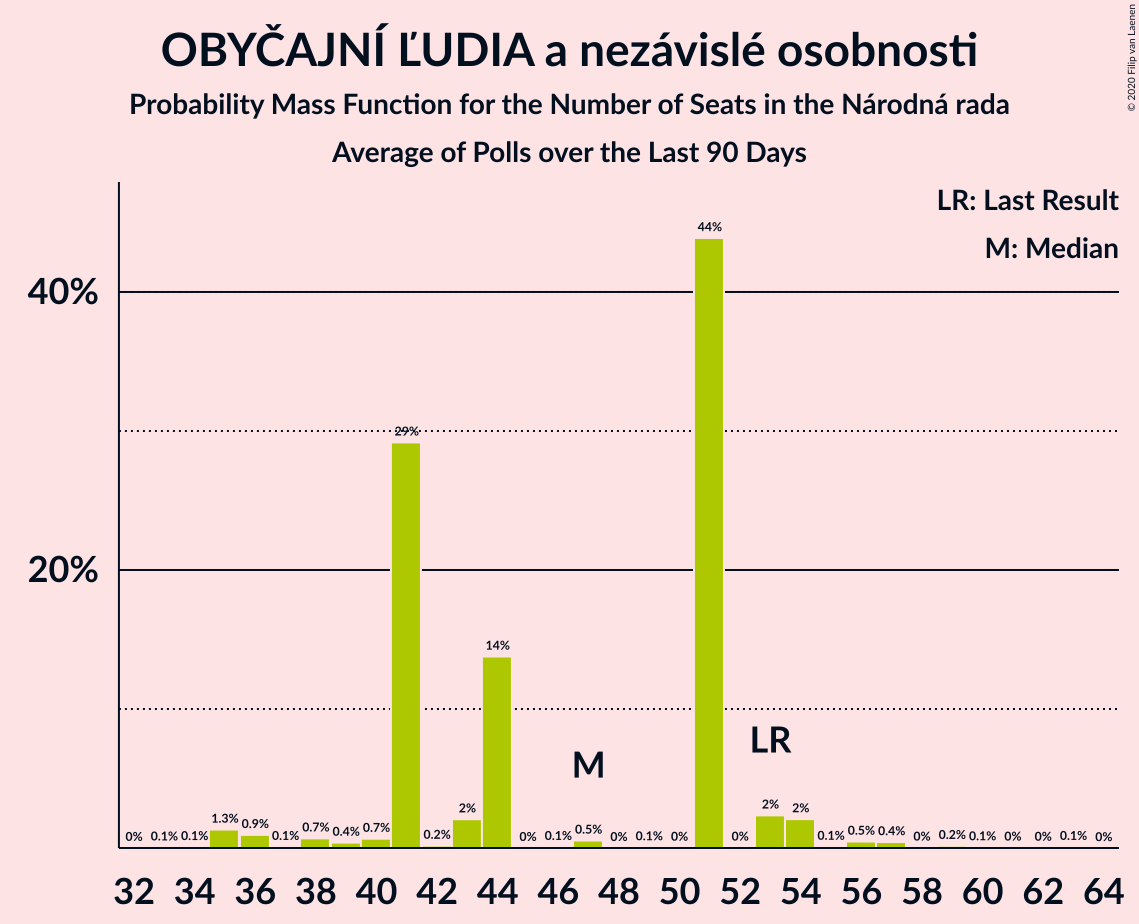 OBYČAJNÍ ĽUDIA a nezávislé osobnosti
Probability Mass Function for the Number of Seats in the Národná rada
Average of Polls over the Last 90 Days
© 2020 Filip van Laenen
LR: Last Result
M: Median
40%
20%
0% 0.1% 0.1% 1.3% 0.9% 0.1% 0.7% 0.4% 0.7% 29% 0.2% 2% 14% 0% 0.1% 0.5% 0% 0.1% 0% 44% 0% 2% 2% 0.1% 0.5% 0.4% 0% 0.2% 0.1% 0% 0% 0.1% 0%
M
LR
32 34 36 38 40 42 44 46 48 50 52 54 56 58 60 62 64